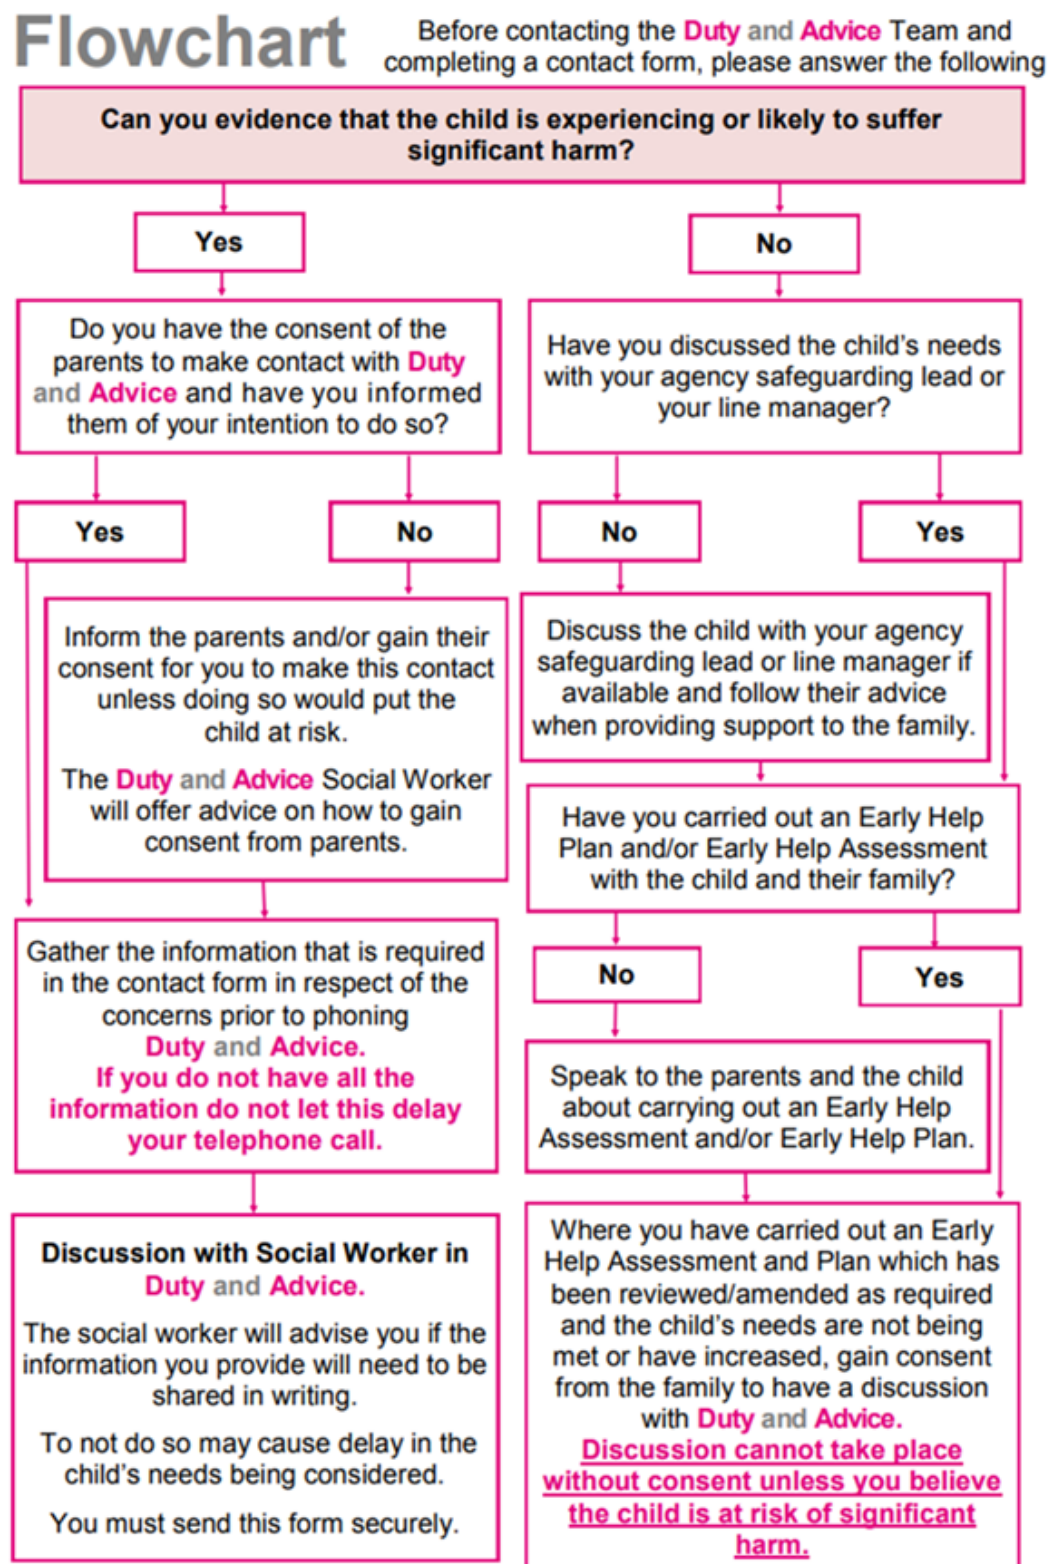 Flowchart
Before contacting the Duty and Advice Team and
completing a contact form, please answer the following
Can you evidence that the child is experiencing or likely to suffer
significant harm?
Yes
No
Do you have the consent of the
parents to make contact with Duty
and Advice and have you informed
them of your intention to do so?
Have you discussed the child's needs
with your agency safeguarding lead or
your line manager?
Yes
No
No
Yes
Inform the parents and/or gain their
consent for you to make this contact
unless doing so would put the
child at risk.
The Duty and Advice Social Worker
will offer advice on how to gain
consent from parents.
Discuss the child with your agency
safeguarding lead or line manager if
available and follow their advice
when providing support to the family.
Have you carried out an Early Help
Plan and/or Early Help Assessment
with the child and their family?
Gather the information that is required
in the contact form in respect of the
concerns prior to phoning
Duty and Advice.
If you do not have all the
information do not let this delay
your telephone call.
No
Yes
Speak to the parents and the child
about carrying out an Early Help
Assessment and/or Early Help Plan.
Discussion with Social Worker in
Duty and Advice.
The social worker will advise you if the
information you provide will need to be
shared in writing.
To not do so may cause delay in the
child's needs being considered.
You must send this form securely.
Where you have carried out an Early
Help Assessment and Plan which has
been reviewed/amended as required
and the child's needs are not being
met or have increased, gain consent
from the family to have a discussion
with Duty and Advice.
Discussion cannot take place
without consent unless you believe
the child is at risk of significant
harm.